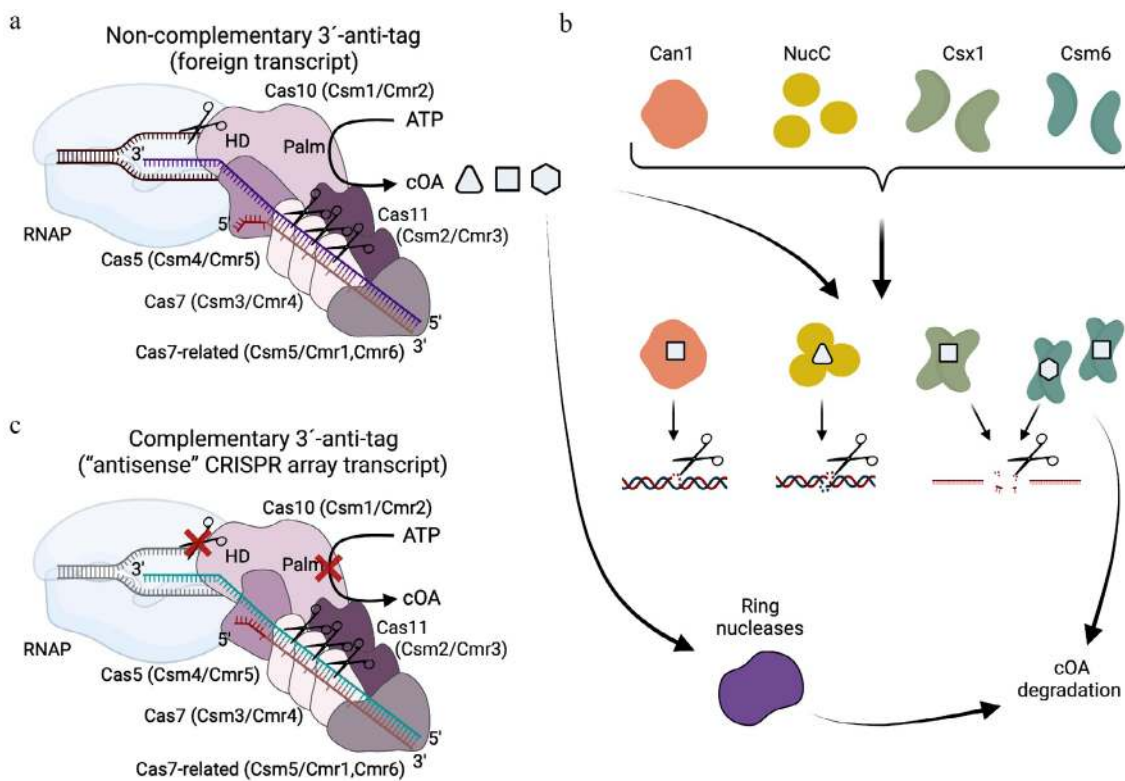 a
Non-complementary 3´-anti-tag
(foreign transcript)
Cas10 (Csm1/Cmr2)
ATP
HD
Palm
3'
cOA
RNAP
5'
Cas11
(Csm2/Cmr3)
Cas5 (Csm4/Cmr5)
Cas7 (Csm3/Cmr4)
5'
3'
Cas7-related (Csm5/Cmr1,Cmr6)
b
Can1
NucC
Csx1
Csm6
Ring
nucleases
cOA
degradation
c
Complementary 3´-anti-tag
("antisense" CRISPR array transcript)
Cas10 (Csm1/Cmr2)
ATP
HD
Palm
3'
cOA
RNAP
5'
Cas11
(Csm2/Cmr3)
Cas5 (Csm4/Cmr5)
Cas7 (Csm3/Cmr4)
5'
3'
Cas7-related (Csm5/Cmr1,Cmr6)